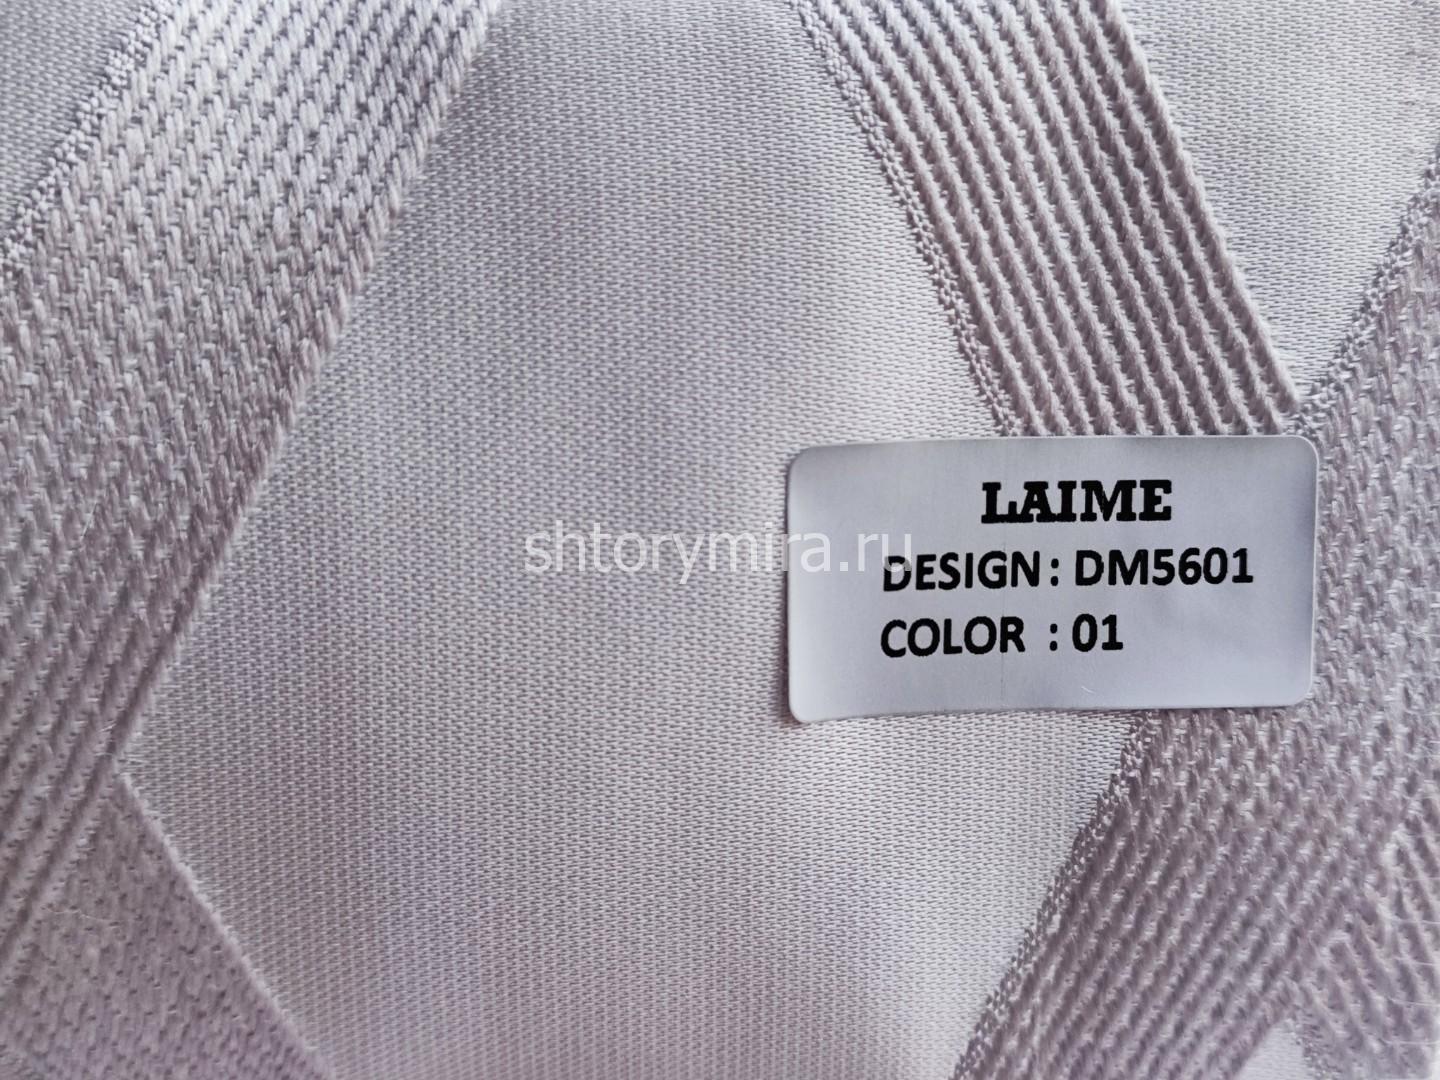 LAIME
shtorymira.ru
DESIGN : DM5601
COLOR : 01